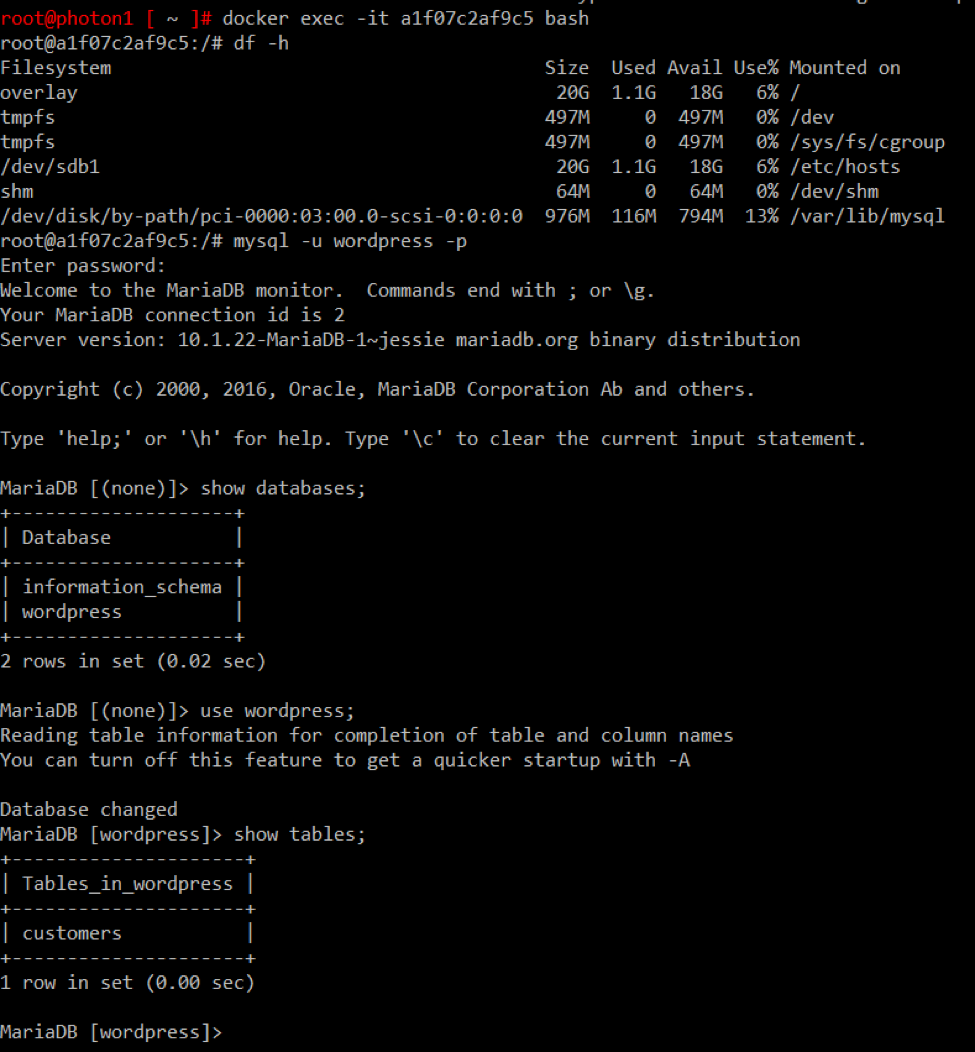 root@photon1 [ ~ ]# docker exec -it a1f07c2af9c5 bash
root@a1f07c2af9c5:/# df -h
Filesystem                                      Size  Used Avail Use% Mounted on
overlay                                          20G  1.1G   18G   6% /
tmpfs                                           497M     0  497M   0% /dev
tmpfs                                           497M     0  497M   0% /sys/fs/cgroup
/dev/sdb1                                        20G  1.1G   18G   6% /etc/hosts
shm                                              64M     0   64M   0% /dev/shm
/dev/disk/by-path/pci-0000:03:00.0-scsi-0:0:0:0  976M  116M  794M  13% /var/lib/mysql
root@a1f07c2af9c5:/# mysql -u wordpress -p
Enter password:
Welcome to the MariaDB monitor.  Commands end with ; or \g.
Your MariaDB connection id is 2
Server version: 10.1.22-MariaDB-1~jessie mariadb.org binary distribution

Copyright (c) 2000, 2016, Oracle, MariaDB Corporation Ab and others.

Type 'help;' or '\h' for help. Type '\c' to clear the current input statement.

MariaDB [(none)]> show databases;
+--------------------+
| Database           |
+--------------------+
| information_schema |
| wordpress          |
+--------------------+
2 rows in set (0.02 sec)

MariaDB [(none)]> use wordpress;
Reading table information for completion of table and column names
You can turn off this feature to get a quicker startup with -A

Database changed
MariaDB [wordpress]> show tables;
+---------------------+
| Tables_in_wordpress |
+---------------------+
| customers           |
+---------------------+
1 row in set (0.00 sec)

MariaDB [wordpress]>